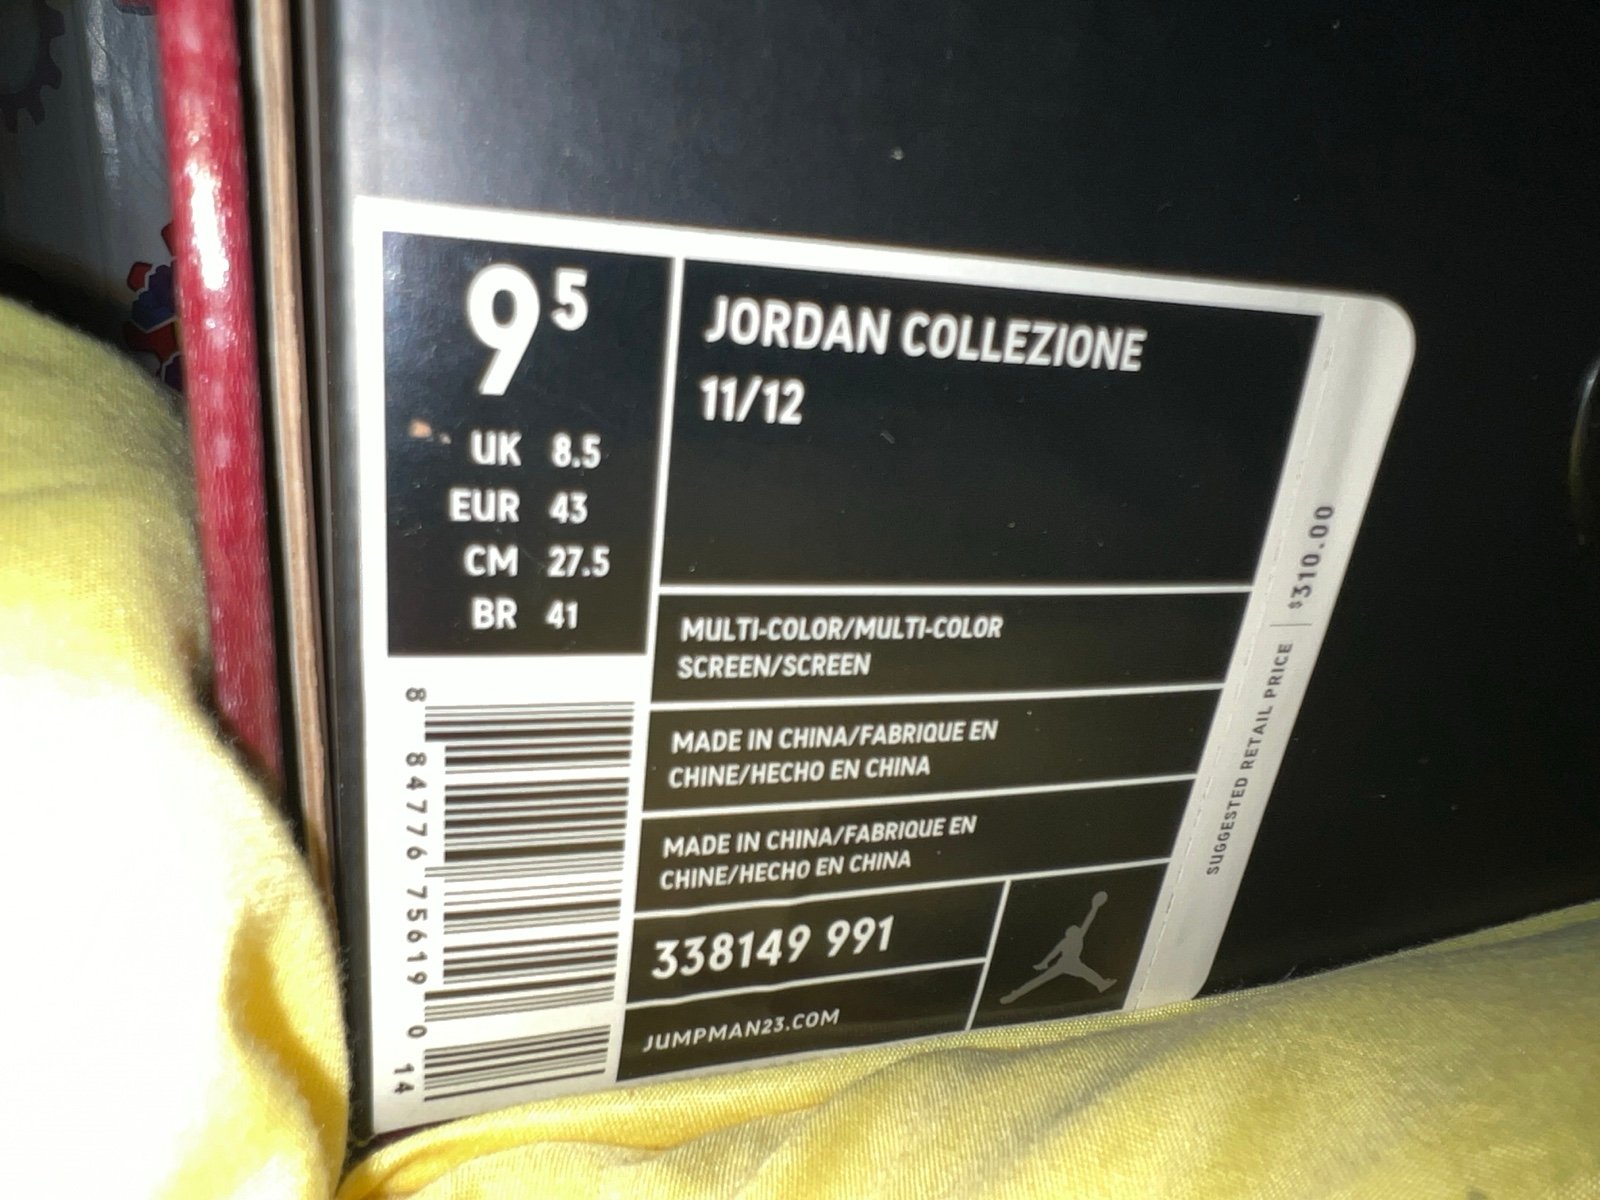 9 5
UK 8.5
EUR 43
CM 27.5
BR 41
JORDAN COLLEZIONE
11/12
MULTI-COLOR/MULTI-COLOR
SCREEN/SCREEN
MADE IN CHINA/FABRIQUE EN
CHINE/HECHO EN CHINA
MADE IN CHINA/FABRIQUE EN
CHINE/HECHO EN CHINA
338149 991
JUMPMAN23.COM
8 84776 75619 0 14
SUGGESTED RETAIL PRICE | $310.00